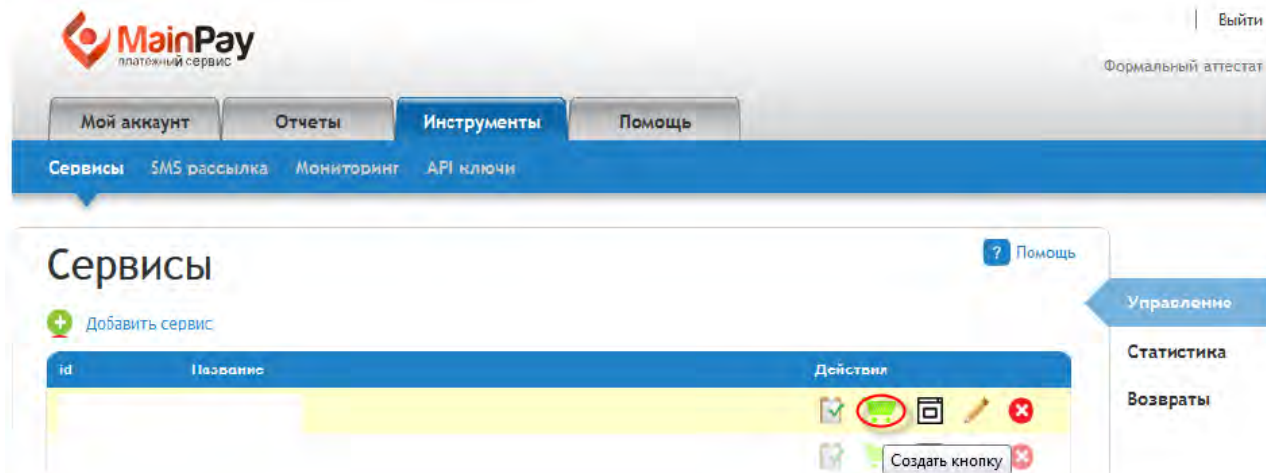 Выйти
MainPay
платежный сервис
Формальный аттестат
Мой аккаунт Отчеты Инструменты Помощь
Сервисы SMS рассылка Мониторинг API ключи
Сервисы
? Помощь
Управление
Добавить сервис
Статистика
id Название Действия
Возвраты
Создать кнопку